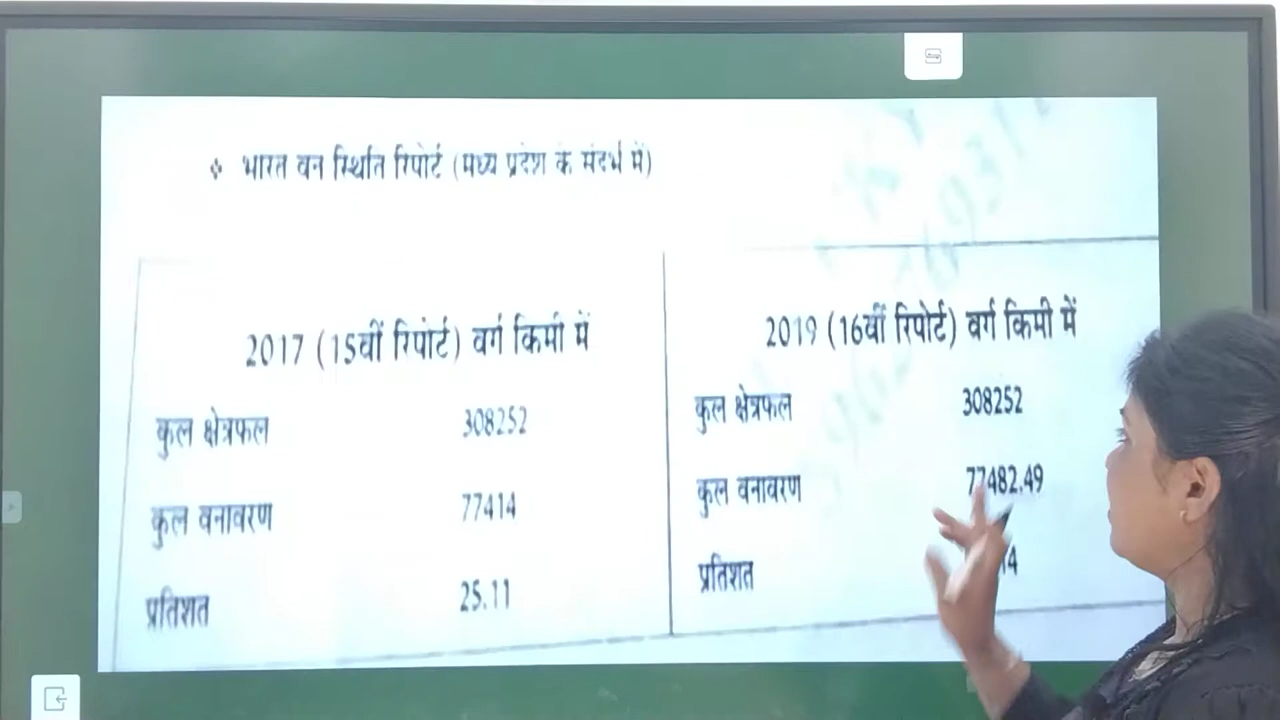 ❖ भारत वन स्थिति रिपोर्ट (मध्य प्रदेश के संदर्भ में)
2017 (15वीं रिपोर्ट) वर्ग किमी में
कुल क्षेत्रफल 308252
कुल वनावरण 77414
प्रतिशत 25.11
2019 (16वीं रिपोर्ट) वर्ग किमी में
कुल क्षेत्रफल 308252
कुल वनावरण 77482.49
प्रतिशत